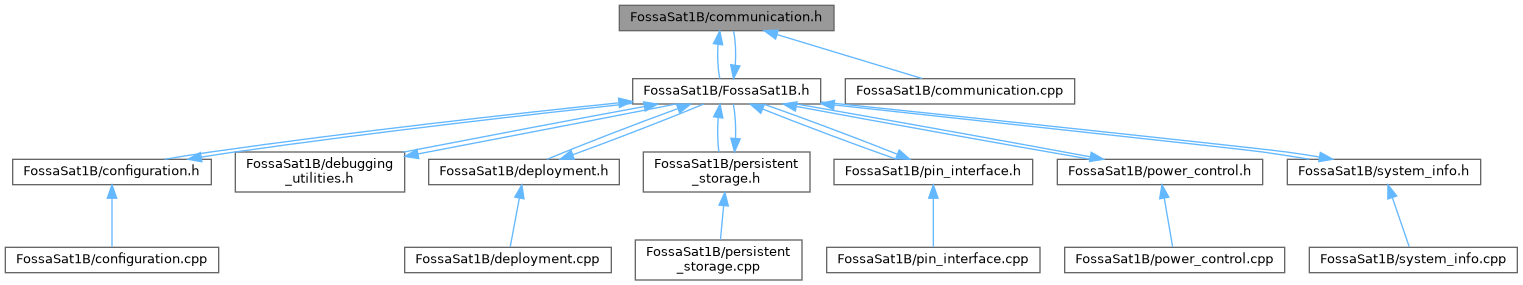 FossaSat1B/communication.h
FossaSat1B/FossaSat1B.h
FossaSat1B/communication.cpp
FossaSat1B/configuration.h
FossaSat1B/debugging
_utilities.h
FossaSat1B/deployment.h
FossaSat1B/persistent
_storage.h
FossaSat1B/pin_interface.h
FossaSat1B/power_control.h
FossaSat1B/system_info.h
FossaSat1B/configuration.cpp
FossaSat1B/deployment.cpp
FossaSat1B/persistent
_storage.cpp
FossaSat1B/pin_interface.cpp
FossaSat1B/power_control.cpp
FossaSat1B/system_info.cpp